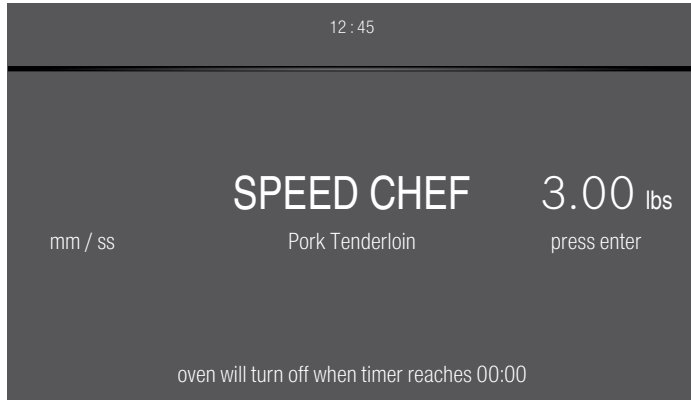 12 : 45
SPEED CHEF 3.00 lbs
mm / ss Pork Tenderloin press enter
oven will turn off when timer reaches 00:00